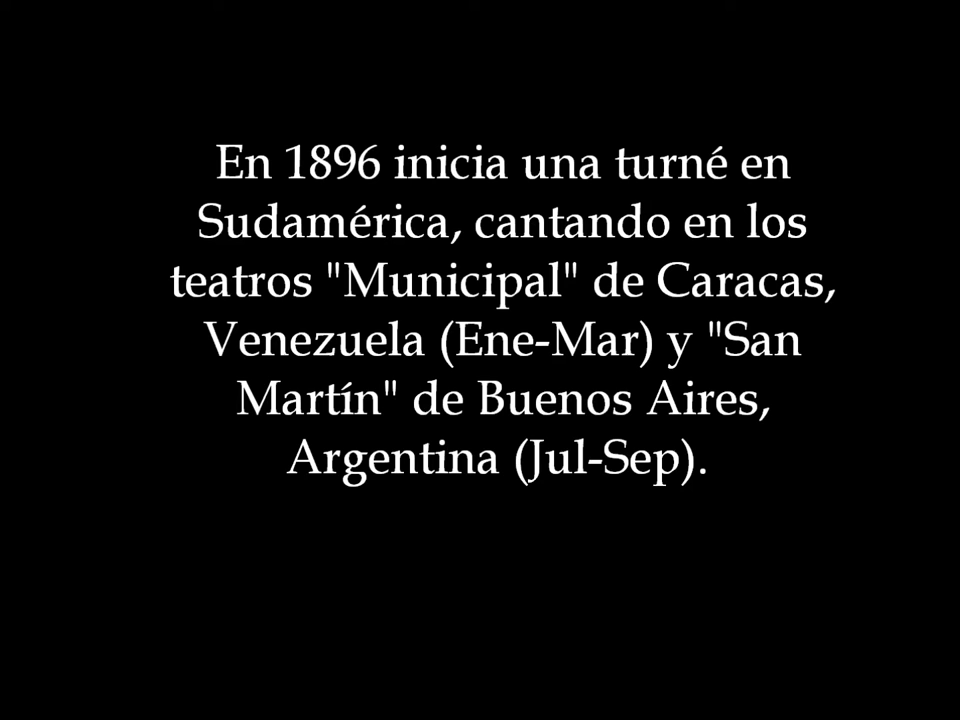 En 1896 inicia una turné en
Sudamérica, cantando en los
teatros "Municipal" de Caracas,
Venezuela (Ene-Mar) y "San
Martín" de Buenos Aires,
Argentina (Jul-Sep).